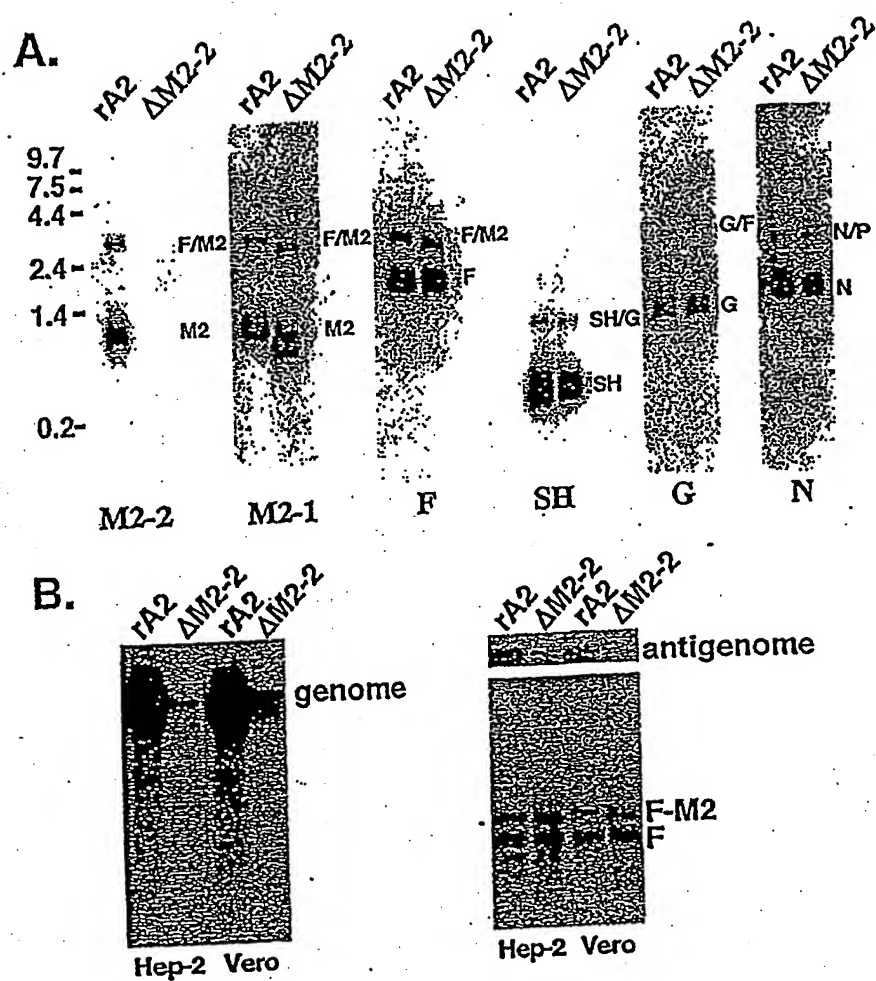 A.
rA2 ΔM2-2 rA2 ΔM2-2 rA2 ΔM2-2 rA2 ΔM2-2 rA2 ΔM2-2 rA2 ΔM2-2
9.7
7.5
4.4
2.4
1.4
0.2
F/M2
M2
F/M2
M2
F/M2
F
SH/G
SH
G/F
G
N/P
N
M2-2 M2-1 F SH G N
B.
rA2 ΔM2-2 rA2 ΔM2-2
genome
Hep-2 Vero
rA2 ΔM2-2 rA2 ΔM2-2
antigenome
F-M2
F
Hep-2 Vero